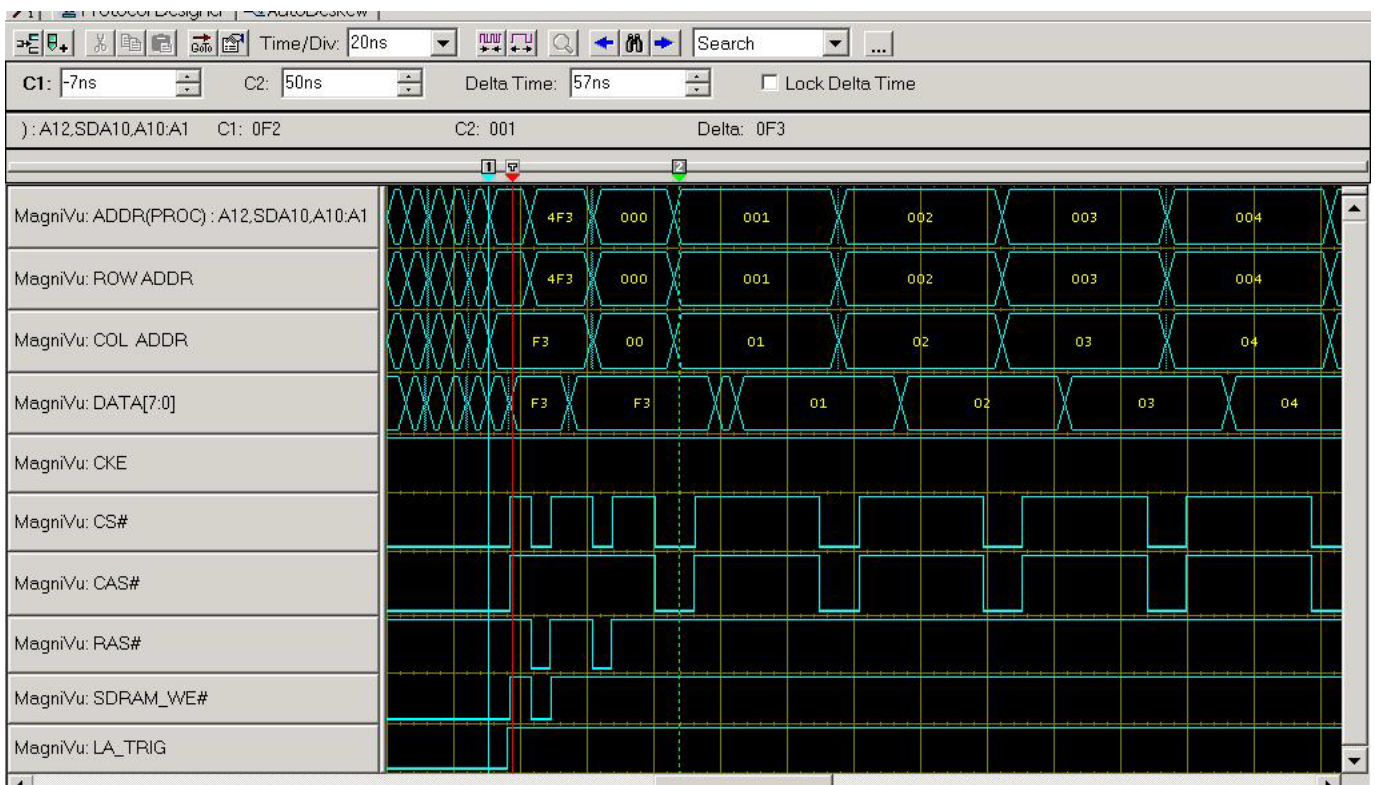 Protocol Designer AutoDeskew
GoTo Time/Div: 20ns Search ...
C1: -7ns C2: 50ns Delta Time: 57ns Lock Delta Time
) : A12,SDA10,A10:A1 C1: 0F2 C2: 001 Delta: 0F3
1 T 2
MagniVu: ADDR(PROC) : A12,SDA10,A10:A1 4F3 000 001 002 003 004
MagniVu: ROW ADDR 4F3 000 001 002 003 004
MagniVu: COL ADDR F3 00 01 02 03 04
MagniVu: DATA[7:0] F3 F3 01 02 03 04
MagniVu: CKE
MagniVu: CS#
MagniVu: CAS#
MagniVu: RAS#
MagniVu: SDRAM_WE#
MagniVu: LA_TRIG